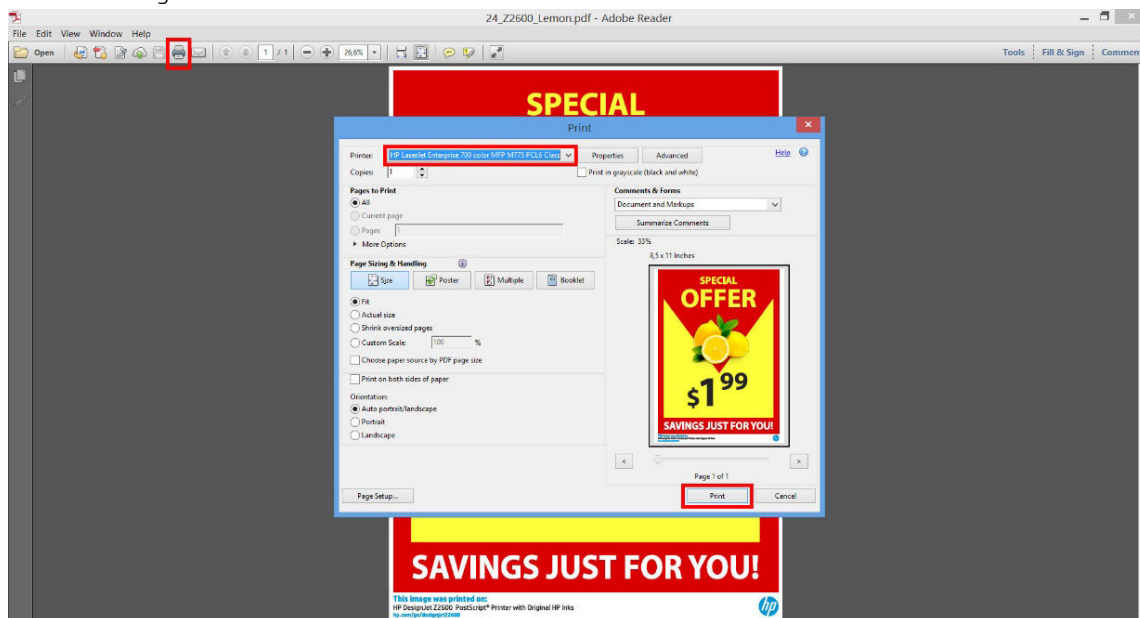 24_Z2600_Lemon.pdf - Adobe Reader
File Edit View Window Help
Open 1 / 1 26,6% Tools Fill & Sign Commen
SPECIAL
Print
Printer: HP LaserJet Enterprise 700 color MFP M775 PCL6 Class Properties Advanced Help
Copies: 1 Print in grayscale (black and white)
Pages to Print
All
Current page
Pages 1
More Options
Comments & Forms
Document and Markups
Summarize Comments
Scale: 33%
8,5 x 11 Inches
Page Sizing & Handling
Size Poster Multiple Booklet
Fit
Actual size
Shrink oversized pages
Custom Scale: 100 %
Choose paper source by PDF page size
Print on both sides of paper
Orientation:
Auto portrait/landscape
Portrait
Landscape
SPECIAL
OFFER
$1 99
SAVINGS JUST FOR YOU!
< >
Page 1 of 1
Page Setup... Print Cancel
SAVINGS JUST FOR YOU!
This image was printed on:
HP DesignJet Z2600 PostScript® Printer with Original HP Inks
hp